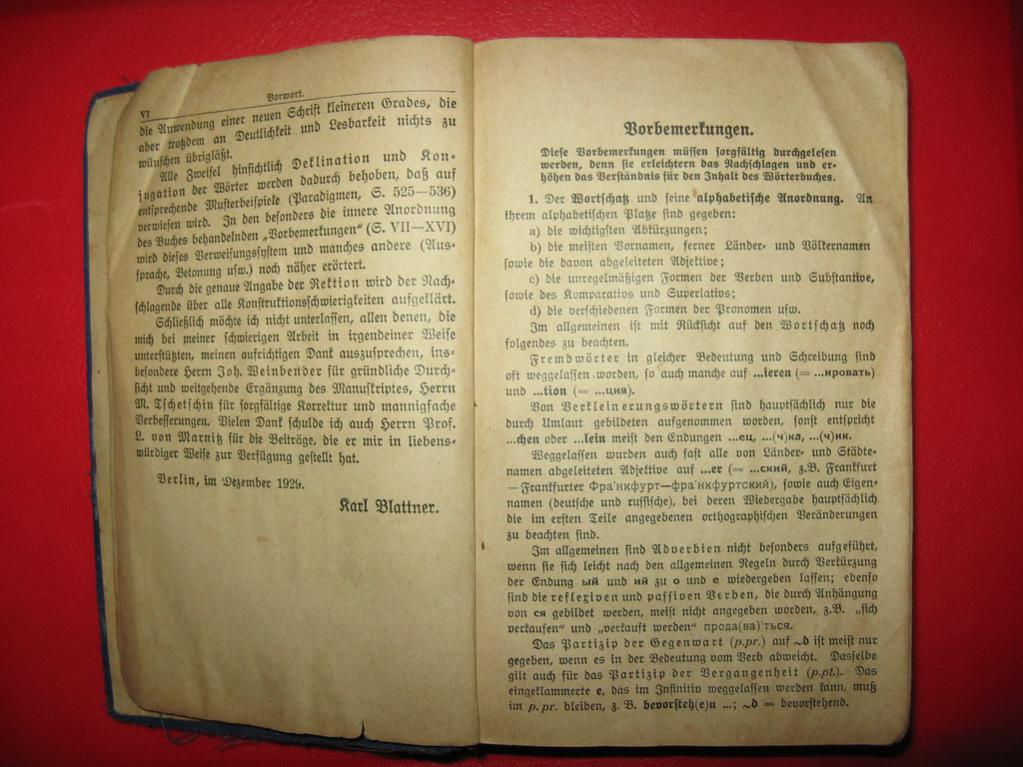 VI
Vorwort.
die Anwendung einer neuen Schrift kleineren Grades, die
aber trotzdem an Deutlichkeit und Lesbarkeit nichts zu
wünschen übrigläßt.
Alle Zweifel hinsichtlich Deklination und Kon-
jugation der Wörter werden dadurch behoben, daß auf
entsprechende Musterbeispiele (Paradigmen, S. 525—536)
verwiesen wird. In den besonders die innere Anordnung
des Buches behandelnden „Vorbemerkungen" (S. VII—XVI)
wird dieses Verweisungssystem und manches andere (Aus-
sprache, Betonung usw.) noch näher erörtert.
Durch die genaue Angabe der Rektion wird der Nach-
schlagende über alle Konstruktionsschwierigkeiten aufgeklärt.
Schließlich möchte ich nicht unterlassen, allen denen, die
mich bei meiner schwierigen Arbeit in irgendeiner Weise
unterstützten, meinen aufrichtigen Dank auszusprechen, ins-
besondere Herrn Joh. Weinbender für gründliche Durch-
sicht und weitgehende Ergänzung des Manuskriptes, Herrn
M. Tschetschin für sorgfältige Korrektur und mannigfache
Verbesserungen. Vielen Dank schulde ich auch Herrn Prof.
L. von Marnitz für die Beiträge, die er mir in liebens-
würdiger Weise zur Verfügung gestellt hat.
Berlin, im Dezember 1929.
Karl Blattner.
Vorbemerkungen.
Diese Vorbemerkungen müssen sorgfältig durchgelesen
werden, denn sie erleichtern das Nachschlagen und er-
höhen das Verständnis für den Inhalt des Wörterbuches.
1. Der Wortschatz und seine alphabetische Anordnung. An
ihrem alphabetischen Platze sind gegeben:
a) die wichtigsten Abkürzungen;
b) die meisten Vornamen, ferner Länder- und Völkernamen
sowie die davon abgeleiteten Adjektive;
c) die unregelmäßigen Formen der Verben und Substantive,
sowie des Komparativs und Superlativs;
d) die verschiedenen Formen der Pronomen usw.
Im allgemeinen ist mit Rücksicht auf den Wortschatz noch
folgendes zu beachten.
Fremdwörter in gleicher Bedeutung und Schreibung sind
oft weggelassen worden, so auch manche auf ...ieren (= ...ировать)
und ...tion (= ...ция).
Von Verkleinerungswörtern sind hauptsächlich nur die
durch Umlaut gebildeten aufgenommen worden, sonst entspricht
...chen oder ...lein meist den Endungen ...ец, ...(ч)ка, ...(ч)ик.
Weggelassen wurden auch fast alle von Länder- und Städte-
namen abgeleiteten Adjektive auf ...er (= ...ский, z.B. Frankfurt
— Frankfurter Фра'нкфурт—фра'нкфуртский), sowie auch Eigen-
namen (deutsche und russische), bei deren Wiedergabe hauptsächlich
die im ersten Teile angegebenen orthographischen Veränderungen
zu beachten sind.
Im allgemeinen sind Adverbien nicht besonders aufgeführt,
wenn sie sich leicht nach den allgemeinen Regeln durch Verkürzung
der Endung ый und ий zu о und е wiedergeben lassen; ebenso
sind die reflexiven und passiven Verben, die durch Anhängung
von ся gebildet werden, meist nicht angegeben worden, z.B. „sich
verkaufen" und „verkauft werden" прода(ва)'ться.
Das Partizip der Gegenwart (p.pr.) auf ~d ist meist nur
gegeben, wenn es in der Bedeutung vom Verb abweicht. Dasselbe
gilt auch für das Partizip der Vergangenheit (p.pt.). Das
eingeklammerte e, das im Infinitiv weggelassen werden kann, muß
im p.pr. bleiben, z. B. bevorsteh(e)n ...; ~d = bevorstehend.